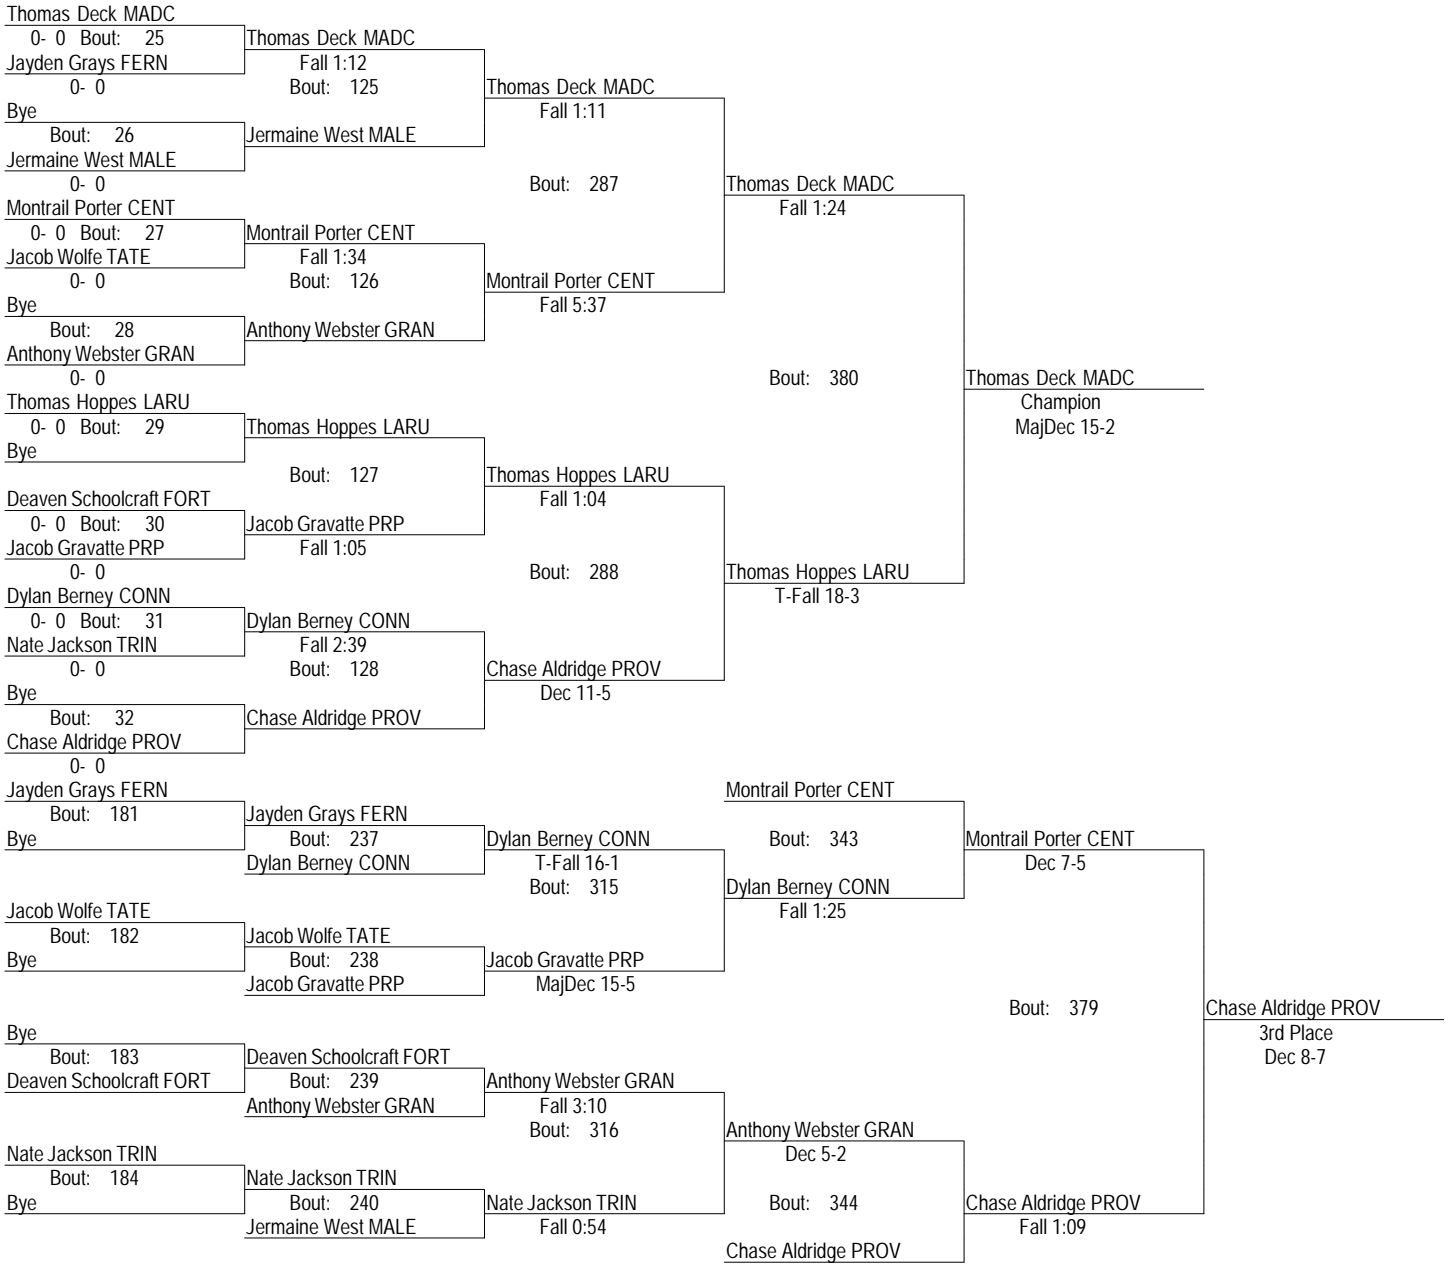 Thomas Deck MADC
0- 0 Bout: 25 Thomas Deck MADC
Jayden Grays FERN Fall 1:12
0- 0 Bout: 125 Thomas Deck MADC
Bye Fall 1:11
Bout: 26 Jermaine West MALE
Jermaine West MALE
0- 0 Bout: 287 Thomas Deck MADC
Montrail Porter CENT Fall 1:24
0- 0 Bout: 27 Montrail Porter CENT
Jacob Wolfe TATE Fall 1:34
0- 0 Bout: 126 Montrail Porter CENT
Bye Fall 5:37
Bout: 28 Anthony Webster GRAN
Anthony Webster GRAN
0- 0 Bout: 380 Thomas Deck MADC
Thomas Hoppes LARU Champion
0- 0 Bout: 29 Thomas Hoppes LARU MajDec 15-2
Bye
Bout: 127 Thomas Hoppes LARU
Deaven Schoolcraft FORT Fall 1:04
0- 0 Bout: 30 Jacob Gravatte PRP
Jacob Gravatte PRP Fall 1:05
0- 0 Bout: 288 Thomas Hoppes LARU
Dylan Berney CONN T-Fall 18-3
0- 0 Bout: 31 Dylan Berney CONN
Nate Jackson TRIN Fall 2:39
0- 0 Bout: 128 Chase Aldridge PROV
Bye Dec 11-5
Bout: 32 Chase Aldridge PROV
Chase Aldridge PROV
0- 0
Jayden Grays FERN Montrail Porter CENT
Bout: 181 Jayden Grays FERN
Bye Bout: 237 Dylan Berney CONN Bout: 343 Montrail Porter CENT
Dylan Berney CONN T-Fall 16-1 Dec 7-5
Bout: 315 Dylan Berney CONN
Jacob Wolfe TATE Fall 1:25
Bout: 182 Jacob Wolfe TATE
Bye Bout: 238 Jacob Gravatte PRP
Jacob Gravatte PRP MajDec 15-5
Bout: 379 Chase Aldridge PROV
Bye 3rd Place
Bout: 183 Deaven Schoolcraft FORT Dec 8-7
Deaven Schoolcraft FORT Bout: 239 Anthony Webster GRAN
Anthony Webster GRAN Fall 3:10
Bout: 316 Anthony Webster GRAN
Nate Jackson TRIN Dec 5-2
Bout: 184 Nate Jackson TRIN
Bye Bout: 240 Nate Jackson TRIN Bout: 344 Chase Aldridge PROV
Jermaine West MALE Fall 0:54 Fall 1:09
Chase Aldridge PROV